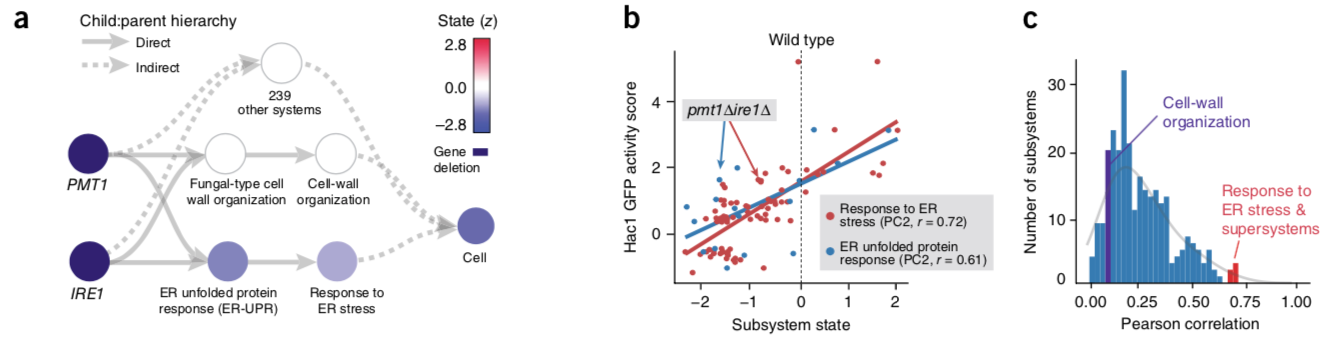 a
Child:parent hierarchy
Direct
Indirect
State (z)
2.8
0.0
−2.8
Gene
deletion
239
other systems
PMT1
Fungal-type cell
wall organization
Cell-wall
organization
Cell
IRE1
ER unfolded protein
response (ER-UPR)
Response to
ER stress
b
Wild type
Hac1 GFP activity score
4
2
0
pmt1Δire1Δ
Response to ER
stress (PC2, r = 0.72)
ER unfolded protein
response (PC2, r = 0.61)
−2
−1
0
1
2
Subsystem state
c
Number of subsystems
30
20
10
0
Cell-wall
organization
Response to
ER stress &
supersystems
0.00
0.25
0.50
0.75
1.00
Pearson correlation